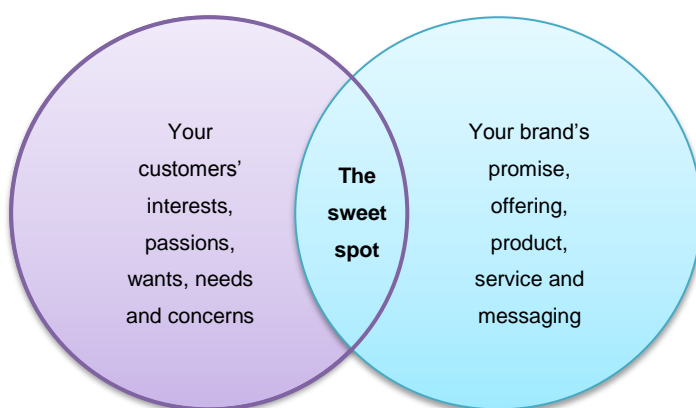 Your
customers’
interests,
passions,
wants, needs
and concerns
The
sweet
spot
Your brand’s
promise,
offering,
product,
service and
messaging